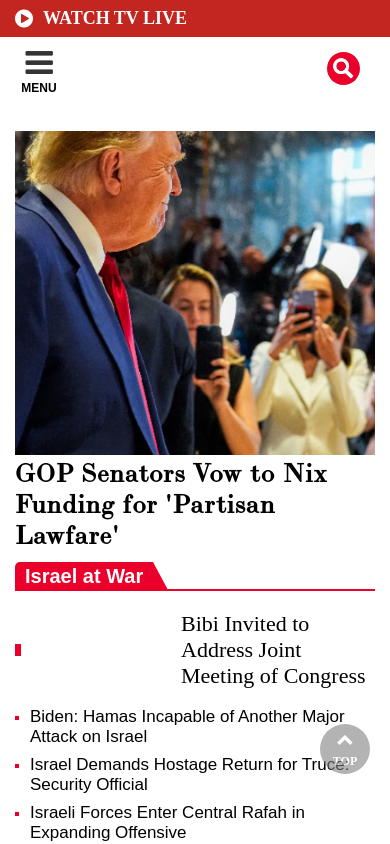 WATCH TV LIVE
MENU
GOP Senators Vow to Nix
Funding for 'Partisan
Lawfare'
Israel at War
Bibi Invited to
Address Joint
Meeting of Congress
Biden: Hamas Incapable of Another Major
Attack on Israel
Israel Demands Hostage Return for Truce:
Security Official
TOP
Israeli Forces Enter Central Rafah in
Expanding Offensive